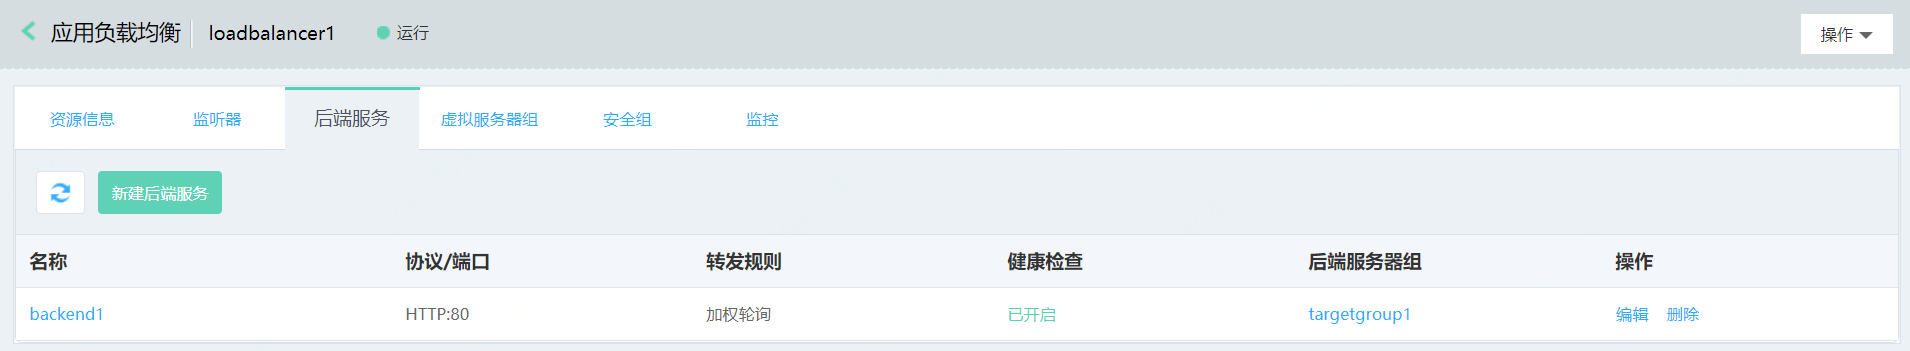 应用负载均衡 loadbalancer1 运行 操作
资源信息 监听器 后端服务 虚拟服务器组 安全组 监控
新建后端服务
名称 协议/端口 转发规则 健康检查 后端服务器组 操作
backend1 HTTP:80 加权轮询 已开启 targetgroup1 编辑 删除